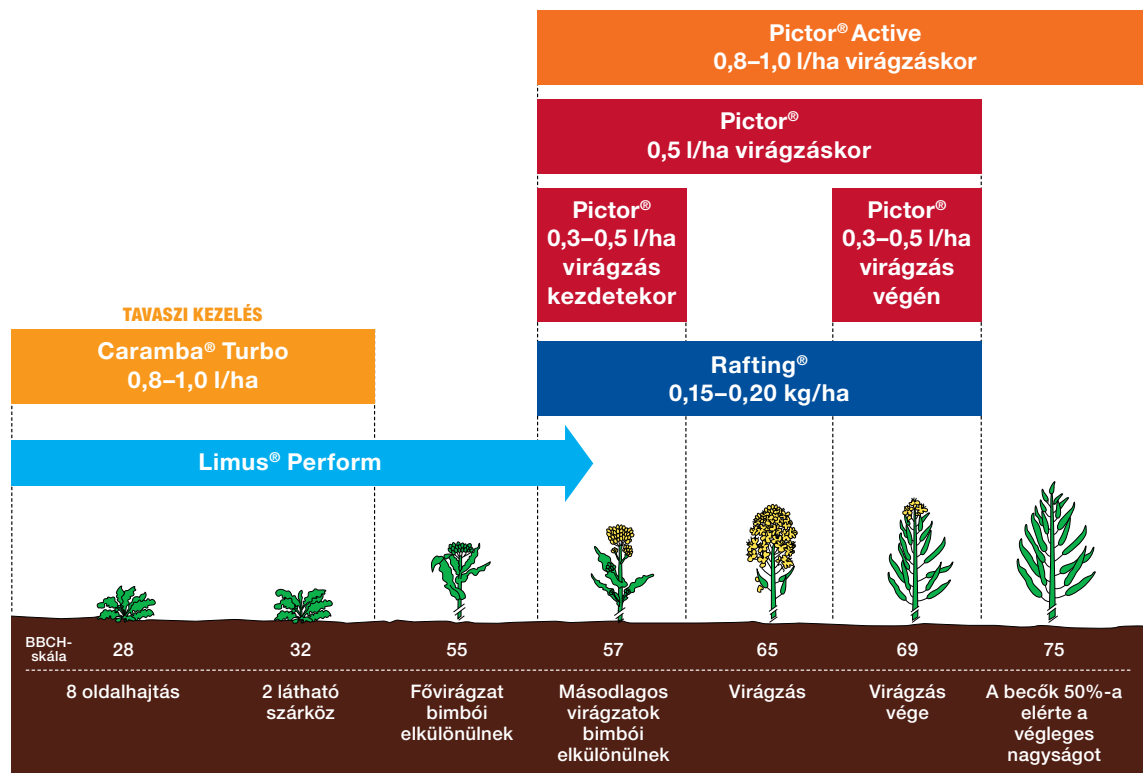 Pictor® Active
0,8–1,0 l/ha virágzáskor
Pictor®
0,5 l/ha virágzáskor
Pictor®
0,3–0,5 l/ha
virágzás
kezdetekor
Pictor®
0,3–0,5 l/ha
virágzás
végén
TAVASZI KEZELÉS
Caramba® Turbo
0,8–1,0 l/ha
Rafting®
0,15–0,20 kg/ha
Limus® Perform
BBCH-
skála
28
32
55
57
65
69
75
8 oldalhajtás
2 látható
szárköz
Fővirágzat
bimbói
elkülönülnek
Másodlagos
virágzatok
bimbói
elkülönülnek
Virágzás
Virágzás
vége
A becők 50%-a
elérte a
végleges
nagyságot